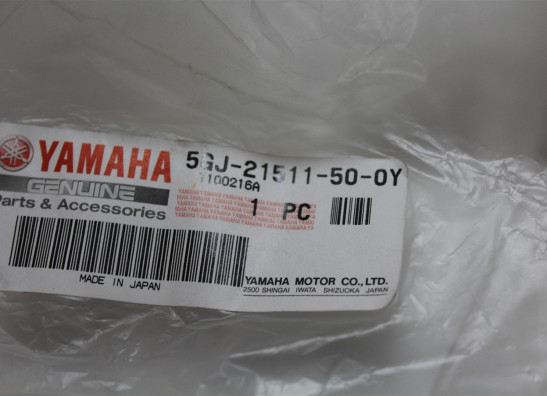 YAMAHA 5GJ-21511-50-0Y
GENUINE
Parts & Accessories
1 PC
MADE IN JAPAN
YAMAHA MOTOR CO., LTD.
2500 SHINGAI IWATA SHIZUOKA JAPAN